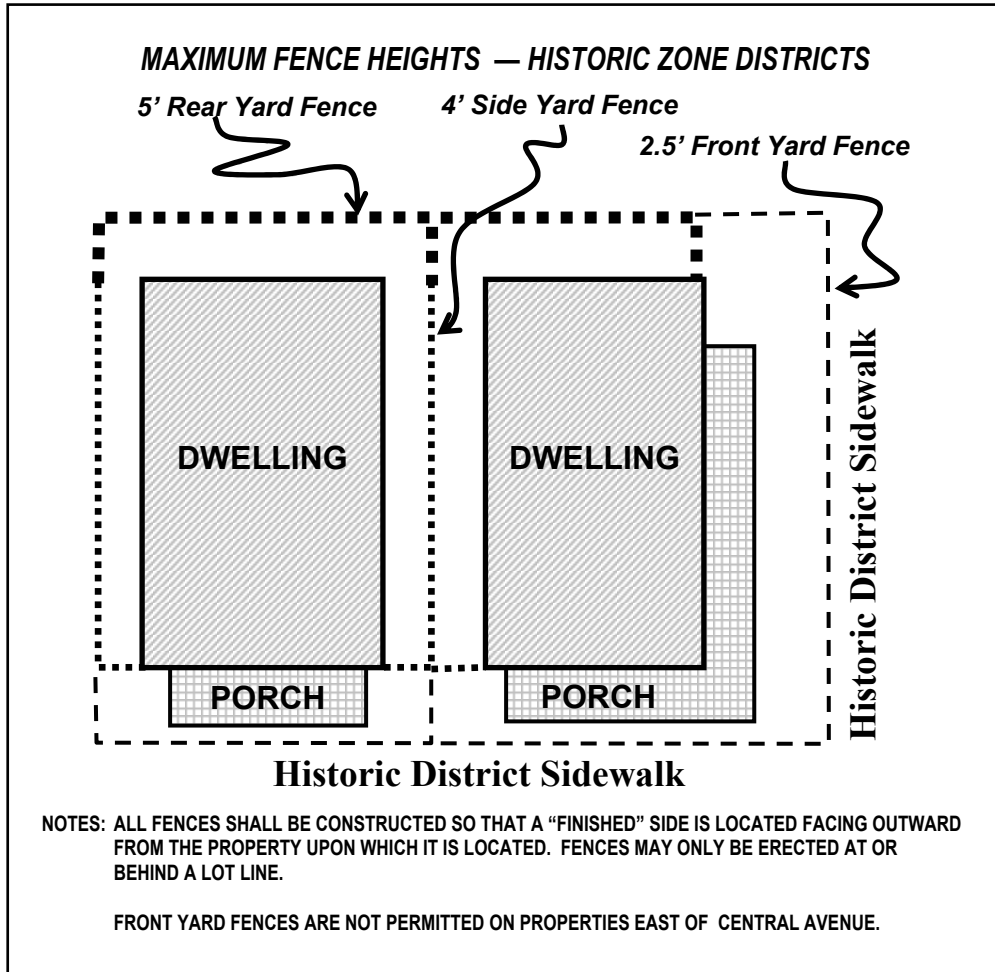 MAXIMUM FENCE HEIGHTS — HISTORIC ZONE DISTRICTS
5’ Rear Yard Fence
4’ Side Yard Fence
2.5’ Front Yard Fence
DWELLING
DWELLING
Historic District Sidewalk
PORCH
PORCH
Historic District Sidewalk
NOTES: ALL FENCES SHALL BE CONSTRUCTED SO THAT A “FINISHED” SIDE IS LOCATED FACING OUTWARD
FROM THE PROPERTY UPON WHICH IT IS LOCATED. FENCES MAY ONLY BE ERECTED AT OR
BEHIND A LOT LINE.
FRONT YARD FENCES ARE NOT PERMITTED ON PROPERTIES EAST OF CENTRAL AVENUE.